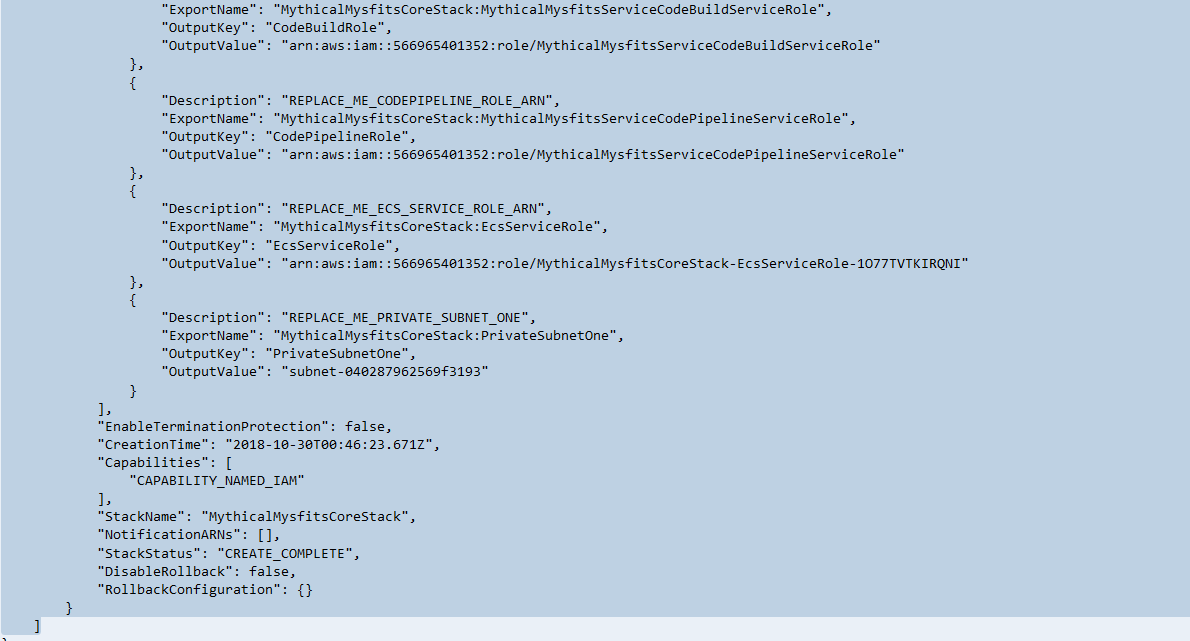 "ExportName": "MythicalMysfitsCoreStack:MythicalMysfitsServiceCodeBuildServiceRole",
"OutputKey": "CodeBuildRole",
"OutputValue": "arn:aws:iam::566965401352:role/MythicalMysfitsServiceCodeBuildServiceRole"
},
{
"Description": "REPLACE_ME_CODEPIPELINE_ROLE_ARN",
"ExportName": "MythicalMysfitsCoreStack:MythicalMysfitsServiceCodePipelineServiceRole",
"OutputKey": "CodePipelineRole",
"OutputValue": "arn:aws:iam::566965401352:role/MythicalMysfitsServiceCodePipelineServiceRole"
},
{
"Description": "REPLACE_ME_ECS_SERVICE_ROLE_ARN",
"ExportName": "MythicalMysfitsCoreStack:EcsServiceRole",
"OutputKey": "EcsServiceRole",
"OutputValue": "arn:aws:iam::566965401352:role/MythicalMysfitsCoreStack-EcsServiceRole-1O77TVTKIRQNI"
},
{
"Description": "REPLACE_ME_PRIVATE_SUBNET_ONE",
"ExportName": "MythicalMysfitsCoreStack:PrivateSubnetOne",
"OutputKey": "PrivateSubnetOne",
"OutputValue": "subnet-040287962569f3193"
}
],
"EnableTerminationProtection": false,
"CreationTime": "2018-10-30T00:46:23.671Z",
"Capabilities": [
"CAPABILITY_NAMED_IAM"
],
"StackName": "MythicalMysfitsCoreStack",
"NotificationARNs": [],
"StackStatus": "CREATE_COMPLETE",
"DisableRollback": false,
"RollbackConfiguration": {}
}
]